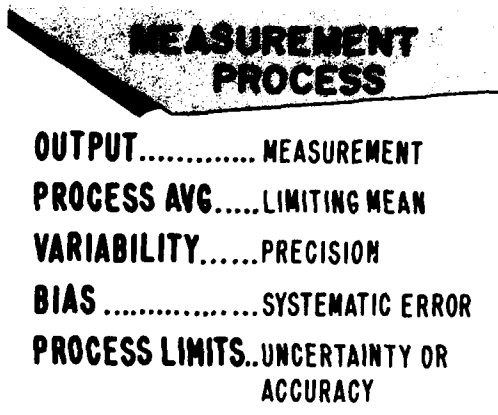 MEASUREMENT
PROCESS
OUTPUT............. MEASUREMENT
PROCESS AVG.....LIMITING MEAN
VARIABILITY......PRECISION
BIAS ................SYSTEMATIC ERROR
PROCESS LIMITS..UNCERTAINTY OR
ACCURACY